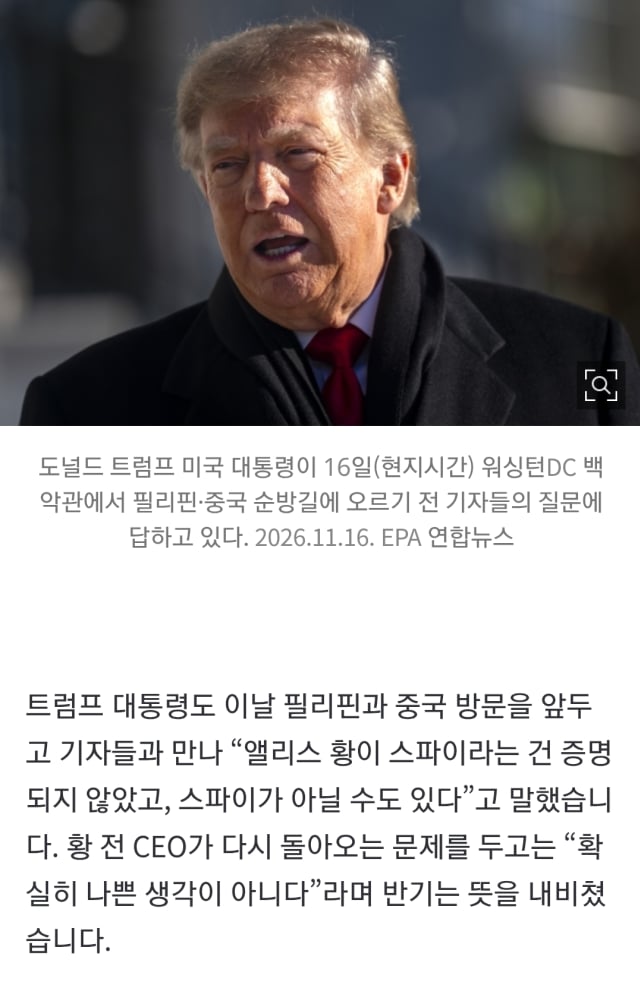 도널드 트럼프 미국 대통령이 16일(현지시간) 워싱턴DC 백
악관에서 필리핀·중국 순방길에 오르기 전 기자들의 질문에
답하고 있다. 2026.11.16. EPA 연합뉴스
트럼프 대통령도 이날 필리핀과 중국 방문을 앞두
고 기자들과 만나 “앨리스 황이 스파이라는 건 증명
되지 않았고, 스파이가 아닐 수도 있다”고 말했습니
다. 황 전 CEO가 다시 돌아오는 문제를 두고는 “확
실히 나쁜 생각이 아니다”라며 반기는 뜻을 내비쳤
습니다.